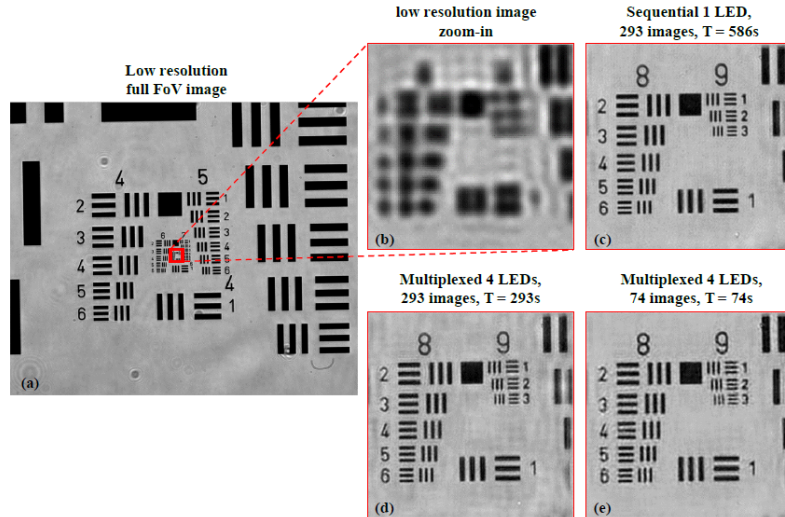 Low resolution
full FoV image
4 5
2 1
2
3 3
4 4
5 5
6 6
4
1
6 7
(a)
low resolution image
zoom-in
(b)
Sequential 1 LED,
293 images, T = 586s
8 9
2 1
2
3 3
4
5
6 1
(c)
Multiplexed 4 LEDs,
293 images, T = 293s
8 9
2 1
2
3 3
4
5
6 1
(d)
Multiplexed 4 LEDs,
74 images, T = 74s
8 9
2 1
2
3 3
4
5
6 1
(e)